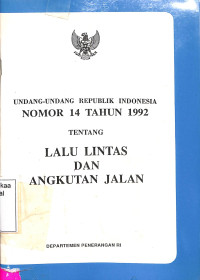 UNDANG-UNDANG REPUBLIK INDONESIA
NOMOR 14 TAHUN 1992
TENTANG
LALU LINTAS
DAN
ANGKUTAN JALAN
DEPARTEMEN PENERANGAN RI